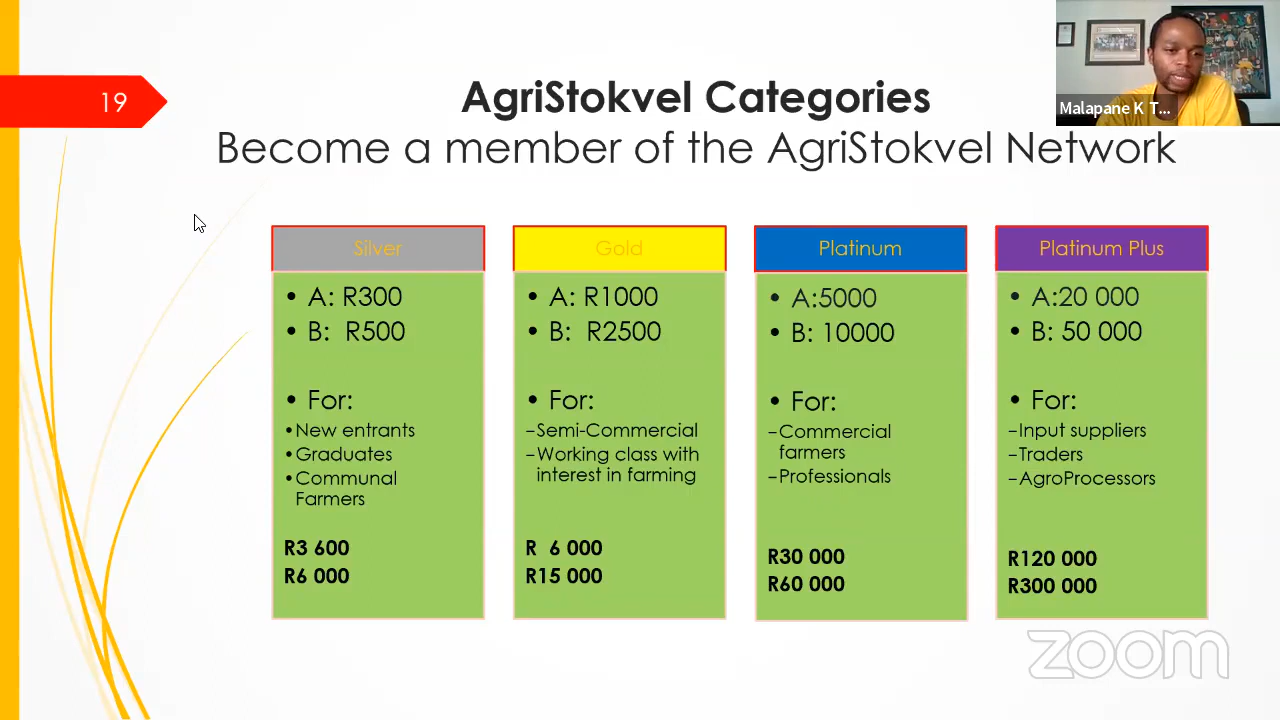 19
AgriStokvel Categories
Become a member of the AgriStokvel Network
Malapane K T...
Silver
• A: R300
• B: R500
• For:
• New entrants
• Graduates
• Communal
Farmers
R3 600
R6 000
Gold
• A: R1000
• B: R2500
• For:
–Semi-Commercial
–Working class with
interest in farming
R 6 000
R15 000
Platinum
• A:5000
• B: 10000
• For:
–Commercial
farmers
–Professionals
R30 000
R60 000
Platinum Plus
• A:20 000
• B: 50 000
• For:
–Input suppliers
–Traders
–AgroProcessors
R120 000
R300 000
zoom